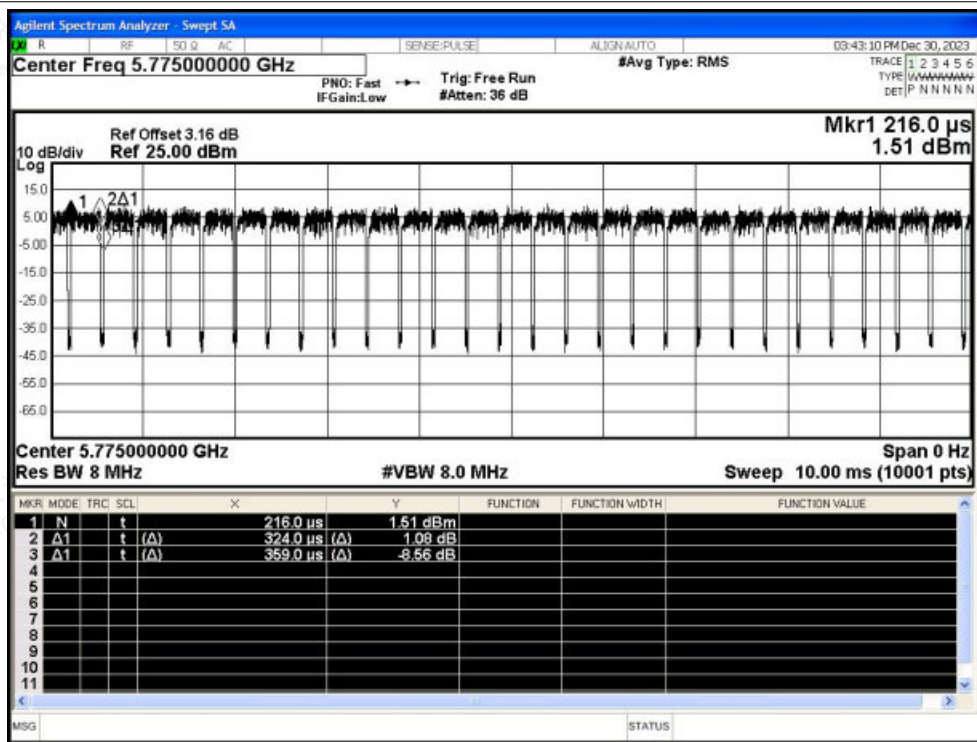 Agilent Spectrum Analyzer - Swept SA
R RF 50 Ω AC SENSE:PULSE ALIGN AUTO 03:43:10 PM Dec 30, 2023
Center Freq 5.775000000 GHz
#Avg Type: RMS
TRACE 1 2 3 4 5 6
PNO: Fast
Trig: Free Run
TYPE
IFGain:Low
#Atten: 36 dB
DET P N N N N N
Mkr1 216.0 µs
1.51 dBm
Ref Offset 3.16 dB
10 dB/div Ref 25.00 dBm
Log
15.0
1 2Δ1
5.00
-5.00
-15.0
-25.0
-35.0
-45.0
-55.0
-65.0
Center 5.775000000 GHz Span 0 Hz
Res BW 8 MHz #VBW 8.0 MHz Sweep 10.00 ms (10001 pts)
MKR MODE TRC SCL X Y FUNCTION FUNCTION WIDTH FUNCTION VALUE
1 N t 216.0 µs 1.51 dBm
2 Δ1 t (Δ) 324.0 µs (Δ) 1.08 dB
3 Δ1 t (Δ) 359.0 µs (Δ) -8.56 dB
4
5
6
7
8
9
10
11
MSG STATUS